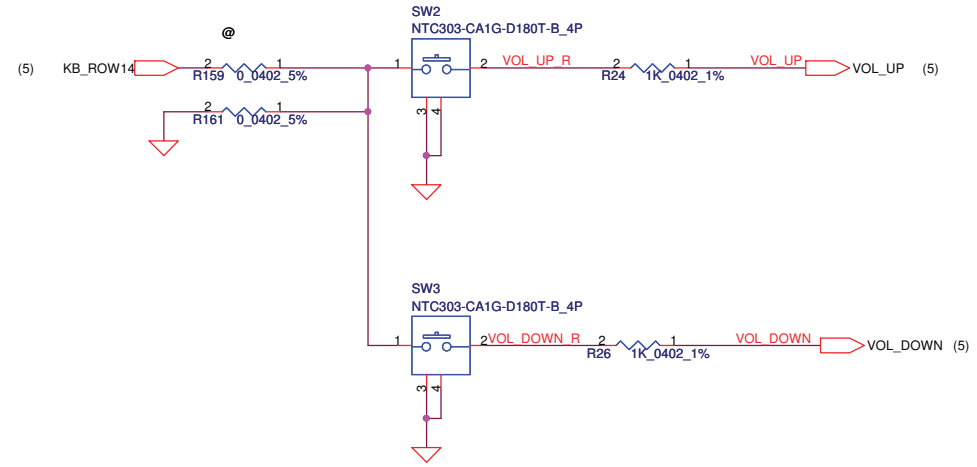 SW2
NTC303-CA1G-D180T-B_4P
@
(5) KB_ROW14 2 1 1 2 VOL_UP_R 2 1 VOL_UP VOL_UP (5)
R159 0_0402_5% R24 1K_0402_1%
2 1
R161 0_0402_5%
3 4
SW3
NTC303-CA1G-D180T-B_4P
1 2 VOL_DOWN_R 2 1 VOL_DOWN VOL_DOWN (5)
R26 1K_0402_1%
3 4